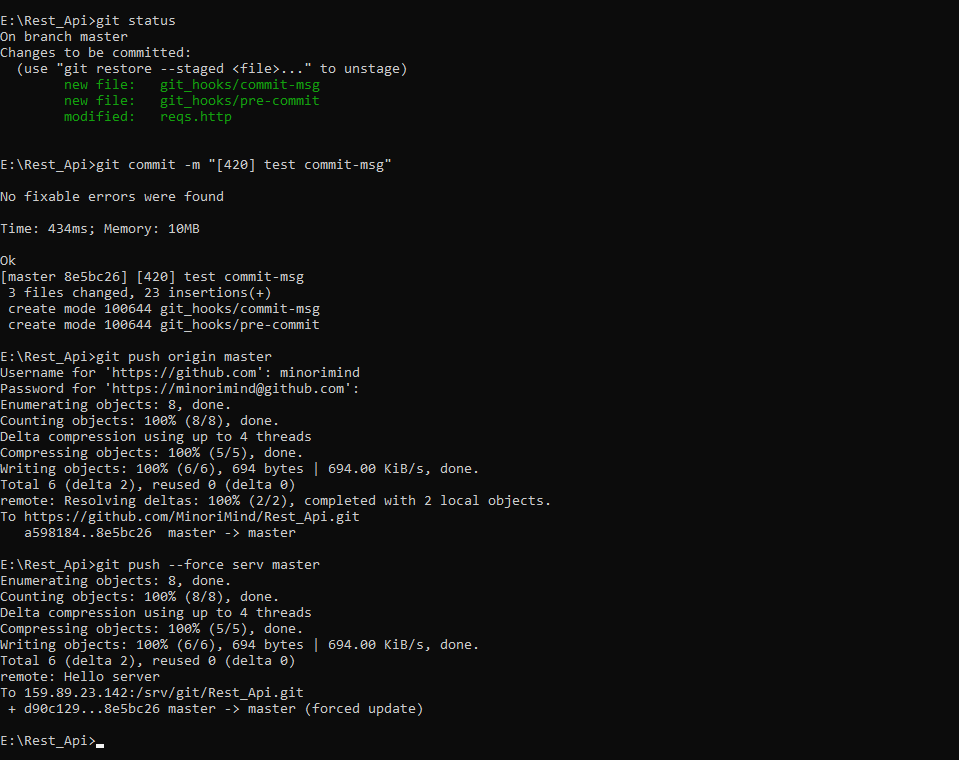 E:\Rest_Api>git status
On branch master
Changes to be committed:
  (use "git restore --staged <file>..." to unstage)
        new file:   git_hooks/commit-msg
        new file:   git_hooks/pre-commit
        modified:   reqs.http
E:\Rest_Api>git commit -m "[420] test commit-msg"
No fixable errors were found
Time: 434ms; Memory: 10MB
Ok
[master 8e5bc26] [420] test commit-msg
 3 files changed, 23 insertions(+)
 create mode 100644 git_hooks/commit-msg
 create mode 100644 git_hooks/pre-commit
E:\Rest_Api>git push origin master
Username for 'https://github.com': minorimind
Password for 'https://minorimind@github.com':
Enumerating objects: 8, done.
Counting objects: 100% (8/8), done.
Delta compression using up to 4 threads
Compressing objects: 100% (5/5), done.
Writing objects: 100% (6/6), 694 bytes | 694.00 KiB/s, done.
Total 6 (delta 2), reused 0 (delta 0)
remote: Resolving deltas: 100% (2/2), completed with 2 local objects.
To https://github.com/MinoriMind/Rest_Api.git
   a598184..8e5bc26  master -> master
E:\Rest_Api>git push --force serv master
Enumerating objects: 8, done.
Counting objects: 100% (8/8), done.
Delta compression using up to 4 threads
Compressing objects: 100% (5/5), done.
Writing objects: 100% (6/6), 694 bytes | 694.00 KiB/s, done.
Total 6 (delta 2), reused 0 (delta 0)
remote: Hello server
To 159.89.23.142:/srv/git/Rest_Api.git
 + d90c129...8e5bc26 master -> master (forced update)
E:\Rest_Api>